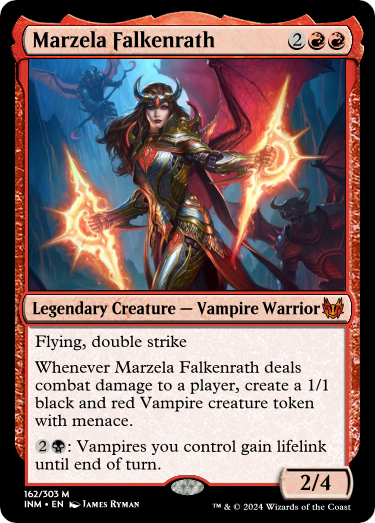 Marzela Falkenrath 2
Legendary Creature — Vampire Warrior
Flying, double strike
Whenever Marzela Falkenrath deals
combat damage to a player, create a 1/1
black and red Vampire creature token
with menace.
2 : Vampires you control gain lifelink
until end of turn.
2/4
162/303 M
INM • EN James Ryman
™ & © 2024 Wizards of the Coast